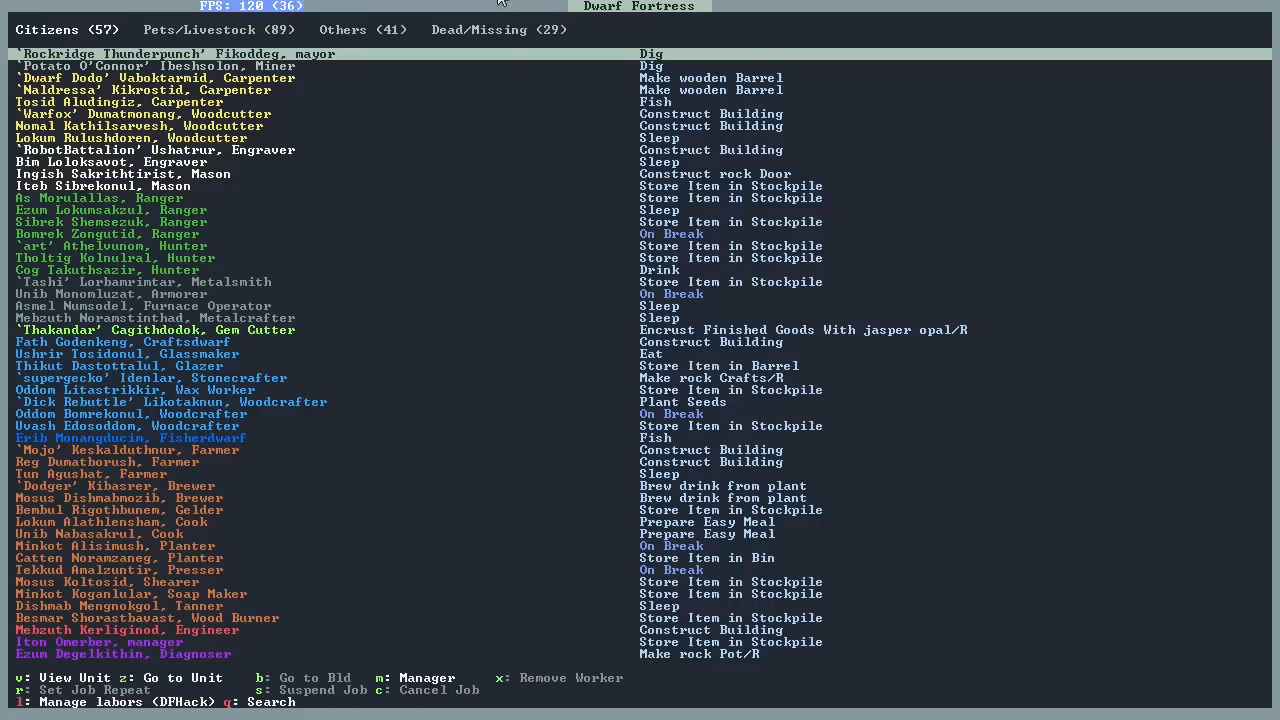 FPS: 120 (36) Dwarf Fortress
Citizens (57) Pets/Livestock (89) Others (41) Dead/Missing (29)
`Rockridge Thunderpunch' Fikoddeg, mayor Dig
`Potato O'Connor' Ibeshsolon, Miner Dig
`Dwarf Dodo' Vaboktarmid, Carpenter Make wooden Barrel
`Naldressa' Kikrostid, Carpenter Make wooden Barrel
Tosid Aludingiz, Carpenter Fish
`Warfox' Dumatmonang, Woodcutter Construct Building
Nomal Kathilsarvesh, Woodcutter Construct Building
Lokum Rulushdoren, Woodcutter Sleep
`RobotBattalion' Ushatrur, Engraver Construct Building
Bim Loloksavot, Engraver Sleep
Ingish Sakrithtirist, Mason Construct rock Door
Iteb Sibrekonul, Mason Store Item in Stockpile
As Morulallas, Ranger Store Item in Stockpile
Ezum Lokumsakzul, Ranger Sleep
Sibrek Shemsezuk, Ranger Store Item in Stockpile
Bomrek Zongutid, Ranger On Break
`art' Athelvunom, Hunter Store Item in Stockpile
Tholtig Kolnulral, Hunter Store Item in Stockpile
Cog Takuthsazir, Hunter Drink
`Tashi' Lorbamrintar, Metalsmith Store Item in Stockpile
Unib Monomluzat, Armorer On Break
Asmel Numsodel, Furnace Operator Sleep
Mebzuth Noramstinthad, Metalcrafter Sleep
`Thakandar' Cagithdodok, Gem Cutter Encrust Finished Goods With jasper opal/R
Fath Godenkeng, Craftsdwarf Construct Building
Ushrir Tosidonul, Glassmaker Eat
Thikut Dastottalul, Glazer Store Item in Barrel
`supergecko' Idenlar, Stonecrafter Make rock Crafts/R
Oddom Litastrikkir, Wax Worker Store Item in Stockpile
`Dick Rebuttle' Likotaknun, Woodcrafter Plant Seeds
Oddom Bomrekonul, Woodcrafter On Break
Uvash Edosoddom, Woodcrafter Store Item in Stockpile
Erib Monangducim, Fisherdwarf Fish
`Mojo' Keskalduthnur, Farmer Construct Building
Reg Dumatborush, Farmer Construct Building
Tun Agushat, Farmer Sleep
`Dodger' Kibasrer, Brewer Brew drink from plant
Mosus Dishmabmozib, Brewer Brew drink from plant
Bembul Rigothbunem, Gelder Store Item in Stockpile
Lokum Alathlensham, Cook Prepare Easy Meal
Unib Nabasakrul, Cook Prepare Easy Meal
Minkot Alisimush, Planter On Break
Catten Noramzaneg, Planter Store Item in Bin
Tekkud Amalzuntir, Presser On Break
Mosus Koltosid, Shearer Store Item in Stockpile
Minkot Koganlular, Soap Maker Store Item in Stockpile
Dishmab Mengnokgol, Tanner Sleep
Besmar Shorastbavast, Wood Burner Store Item in Stockpile
Mebzuth Kerliginod, Engineer Construct Building
Iton Omerber, manager Store Item in Stockpile
Ezum Degelkithin, Diagnoser Make rock Pot/R
v: View Unit z: Go to Unit b: Go to Bld m: Manager x: Remove Worker
r: Set Job Repeat s: Suspend Job c: Cancel Job
l: Manage labors (DFHack) q: Search